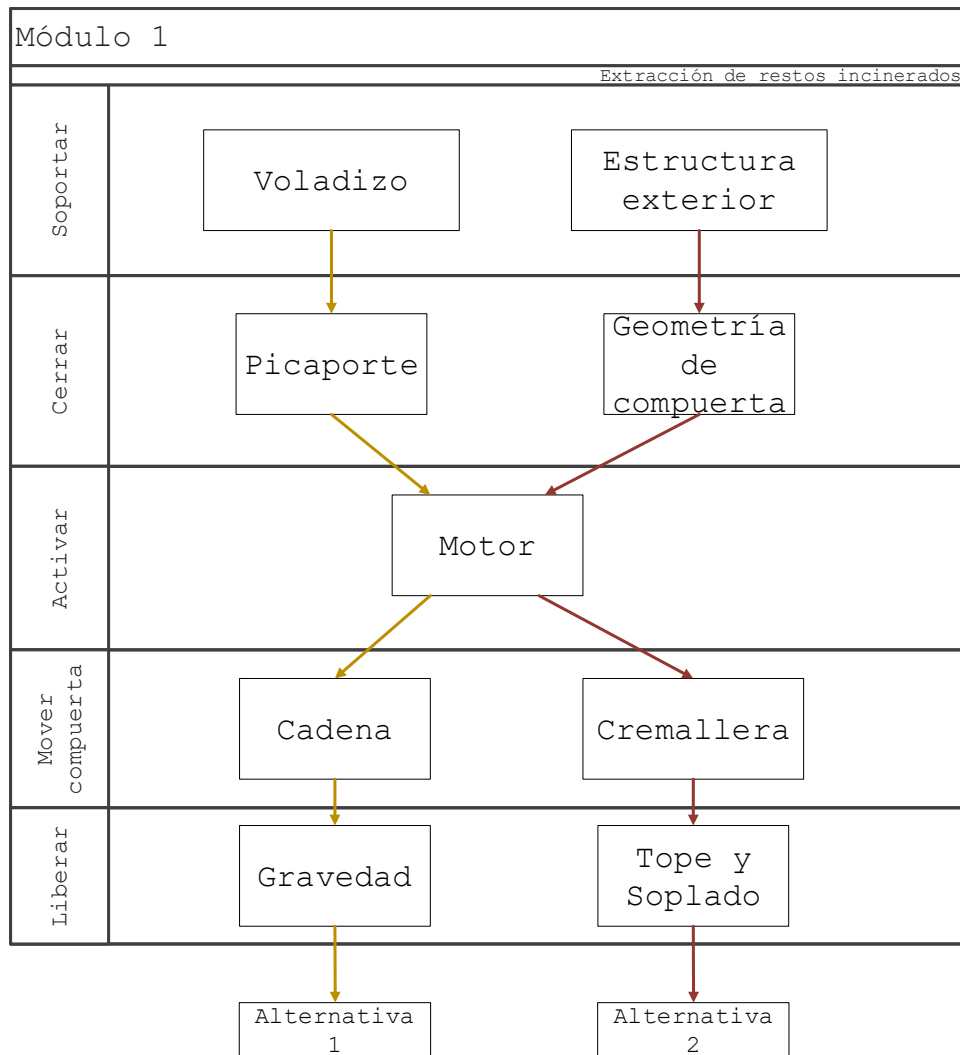 Módulo 1
Extracción de restos incinerados
Soportar
Voladizo
Estructura
exterior
Cerrar
Picaporte
Geometría
de
compuerta
Activar
Motor
Mover
compuerta
Cadena
Cremallera
Liberar
Gravedad
Tope y
Soplado
Alternativa
1
Alternativa
2